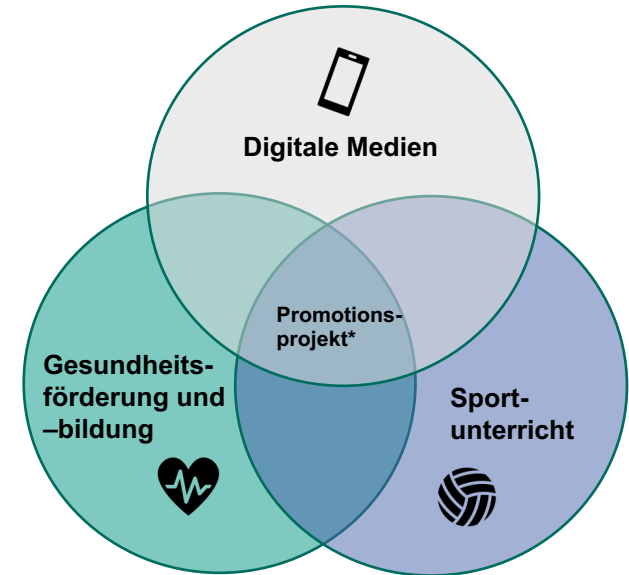 Digitale Medien
Promotions-
projekt*
Gesundheits-
förderung und
–bildung
Sport-
unterricht